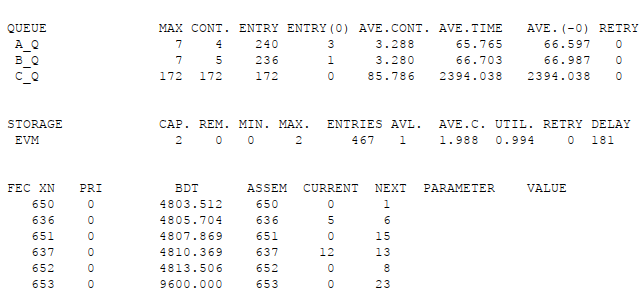 QUEUE MAX CONT. ENTRY ENTRY(0) AVE.CONT. AVE.TIME AVE.(-0) RETRY
A_Q 7 4 240 3 3.288 65.765 66.597 0
B_Q 7 5 236 1 3.280 66.703 66.987 0
C_Q 172 172 172 0 85.786 2394.038 2394.038 0
STORAGE CAP. REM. MIN. MAX. ENTRIES AVL. AVE.C. UTIL. RETRY DELAY
EVM 2 0 0 2 467 1 1.988 0.994 0 181
FEC XN PRI BDT ASSEM CURRENT NEXT PARAMETER VALUE
650 0 4803.512 650 0 1
636 0 4805.704 636 5 6
651 0 4807.869 651 0 15
637 0 4810.369 637 12 13
652 0 4813.506 652 0 8
653 0 9600.000 653 0 23